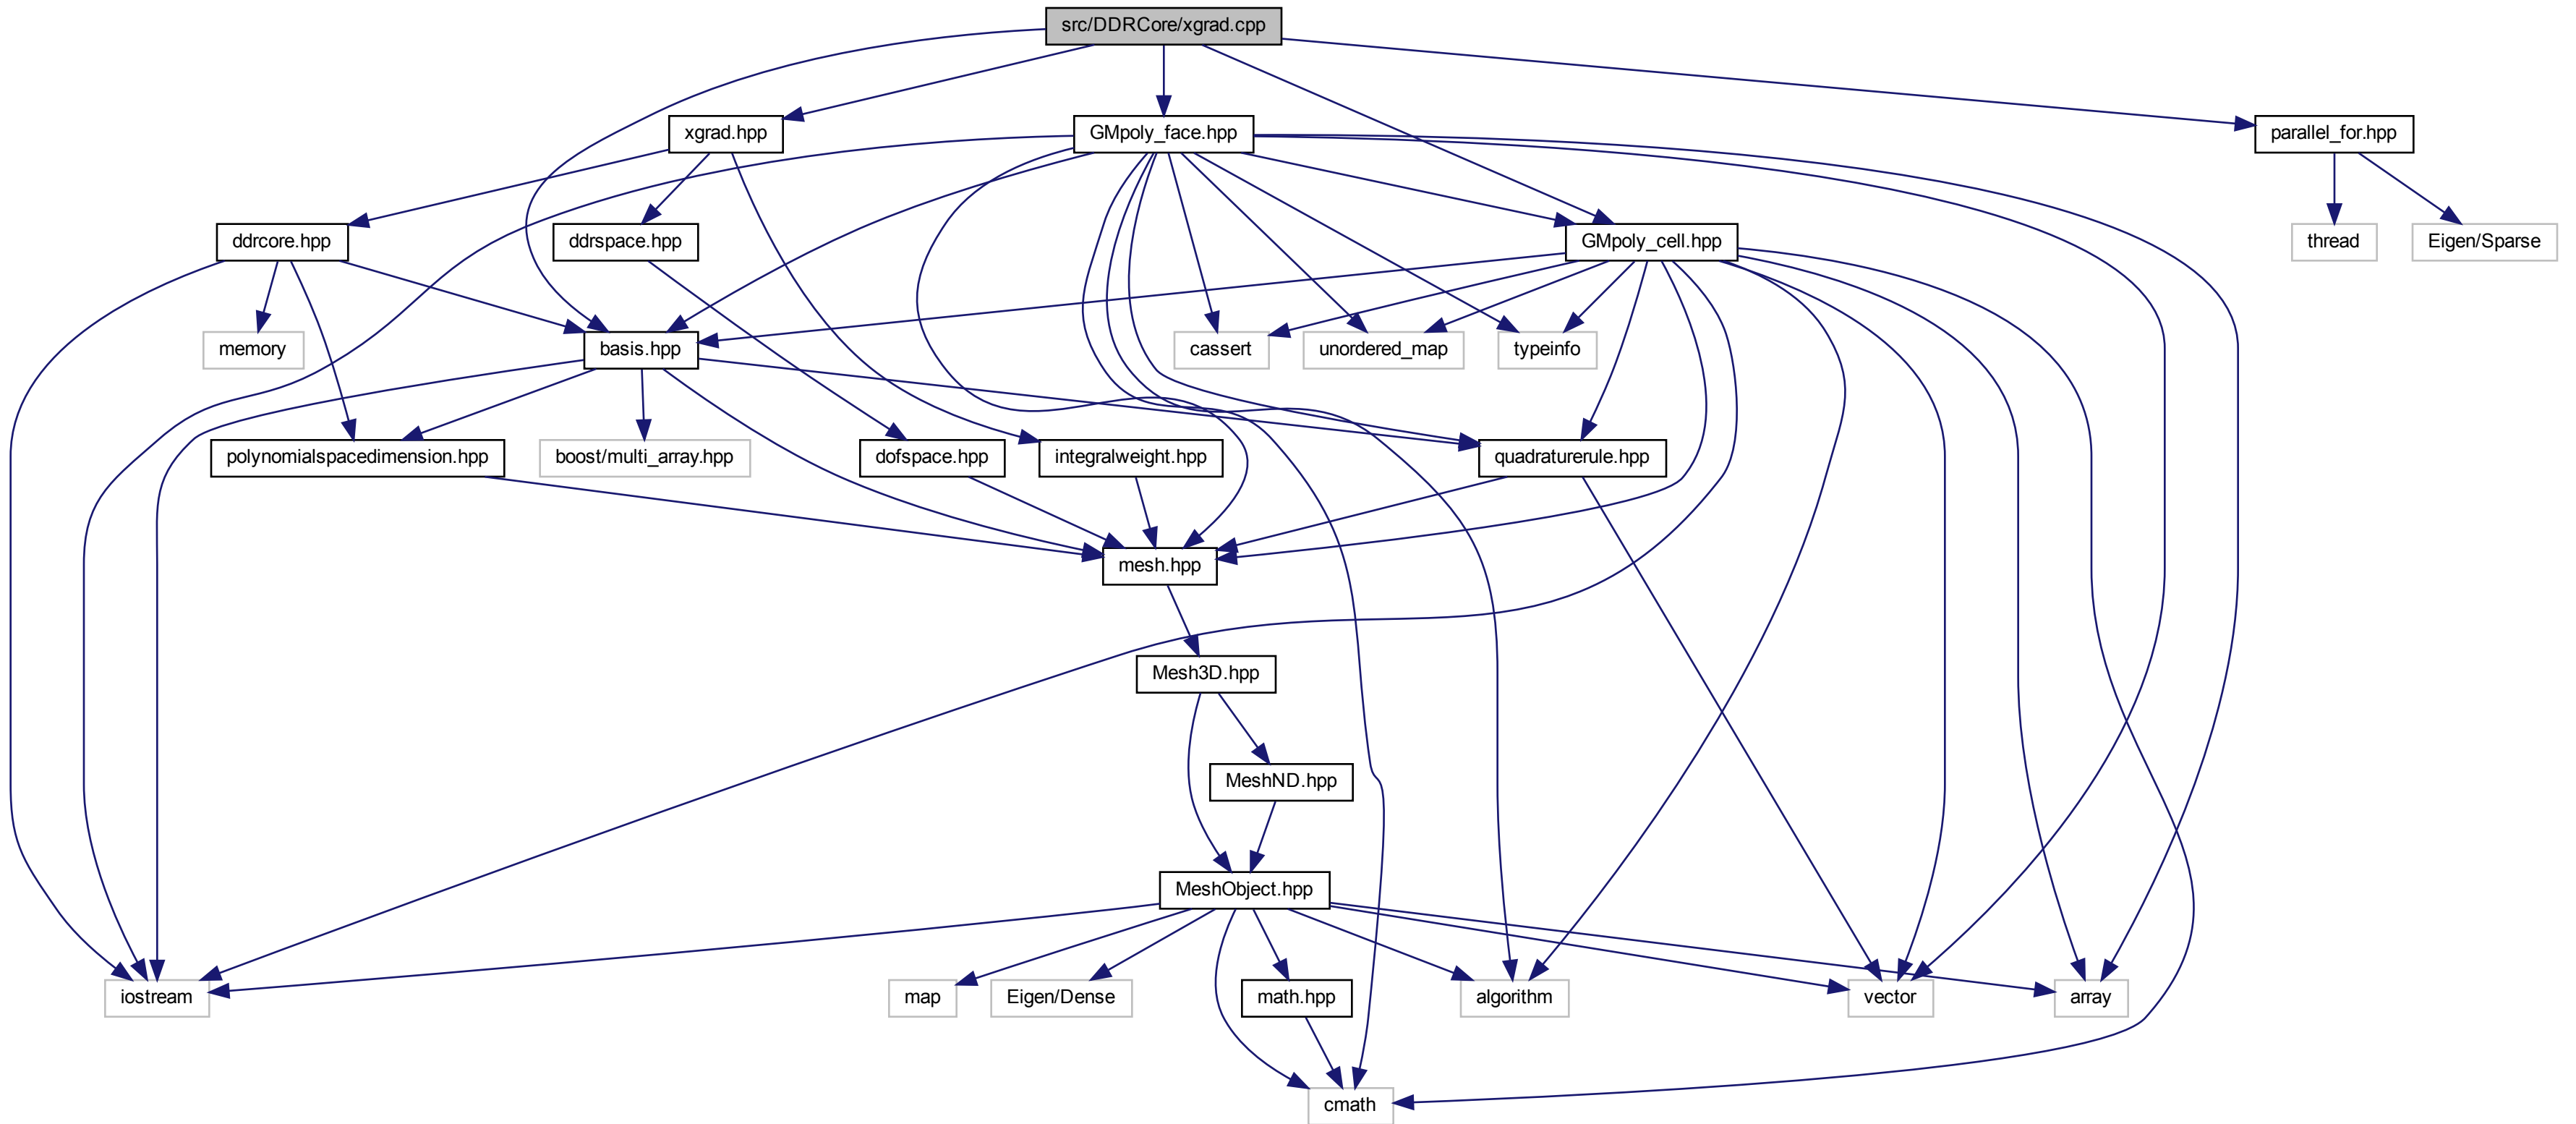 src/DDRCore/xgrad.cpp
xgrad.hpp
GMpoly_face.hpp
parallel_for.hpp
ddrcore.hpp
ddrspace.hpp
GMpoly_cell.hpp
thread
Eigen/Sparse
memory
basis.hpp
cassert
unordered_map
typeinfo
polynomialspacedimension.hpp
boost/multi_array.hpp
dofspace.hpp
integralweight.hpp
quadraturerule.hpp
mesh.hpp
Mesh3D.hpp
MeshND.hpp
MeshObject.hpp
iostream
map
Eigen/Dense
math.hpp
algorithm
vector
array
cmath